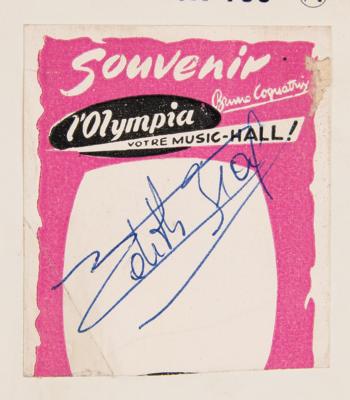 Souvenir
Bruno Coquatrix
l'Olympia
VOTRE MUSIC-HALL!
Edith Piaf